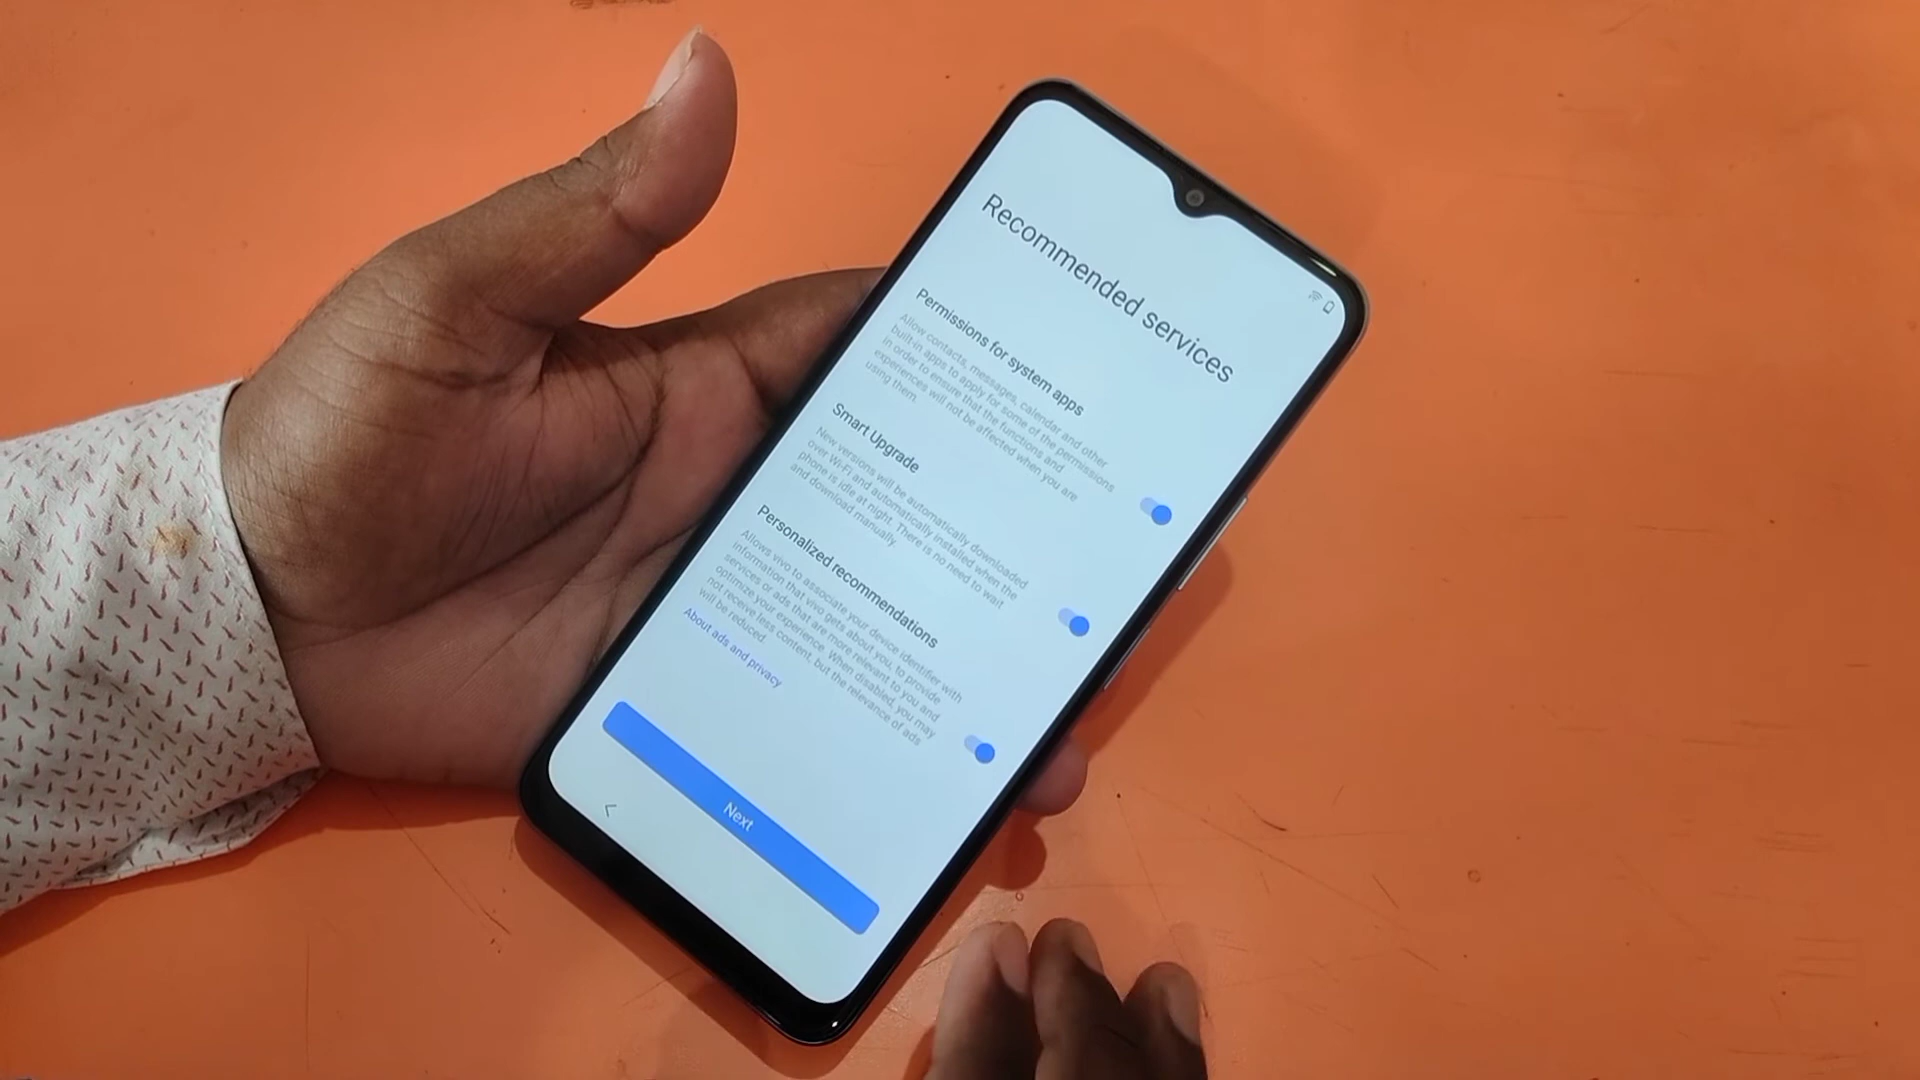 Recommended services
Permissions for system apps
Allow contacts, messages, calendar and other
built-in apps to apply for some of the permissions
in order to ensure that the functions and
experiences will not be affected when you are
using them.
Smart Upgrade
New versions will be automatically downloaded
over Wi-Fi and automatically installed when the
phone is idle at night. There is no need to wait
and download manually.
Personalized recommendations
Allows vivo to associate your device identifier with
information that vivo gets about you, to provide
services or ads that are more relevant to you and
optimize your experience. When disabled, you may
not receive less content, but the relevance of ads
will be reduced.
About ads and privacy
Next